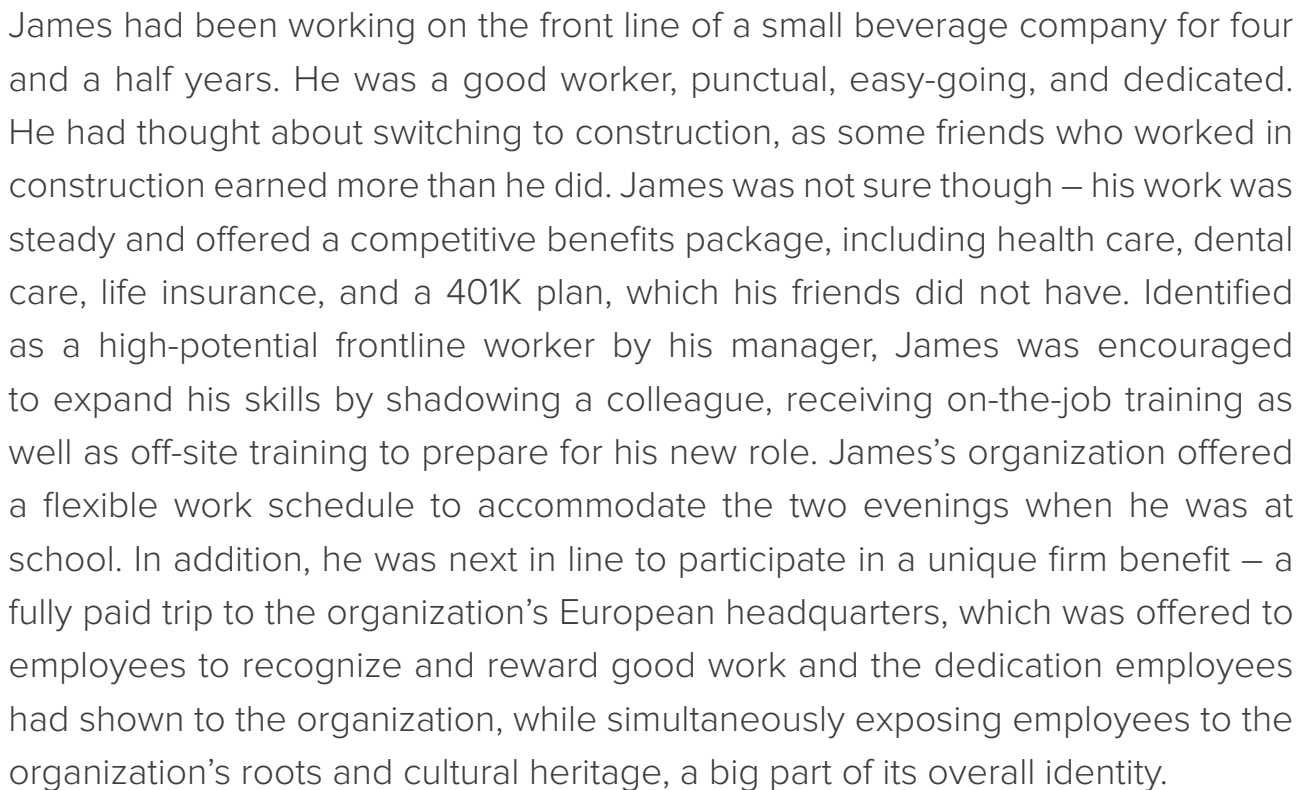 James had been working on the front line of a small beverage company for four
and a half years. He was a good worker, punctual, easy-going, and dedicated.
He had thought about switching to construction, as some friends who worked in
construction earned more than he did. James was not sure though – his work was
steady and offered a competitive benefits package, including health care, dental
care, life insurance, and a 401K plan, which his friends did not have. Identified
as a high-potential frontline worker by his manager, James was encouraged
to expand his skills by shadowing a colleague, receiving on-the-job training as
well as off-site training to prepare for his new role. James’s organization offered
a flexible work schedule to accommodate the two evenings when he was at
school. In addition, he was next in line to participate in a unique firm benefit – a
fully paid trip to the organization’s European headquarters, which was offered to
employees to recognize and reward good work and the dedication employees
had shown to the organization, while simultaneously exposing employees to the
organization’s roots and cultural heritage, a big part of its overall identity.